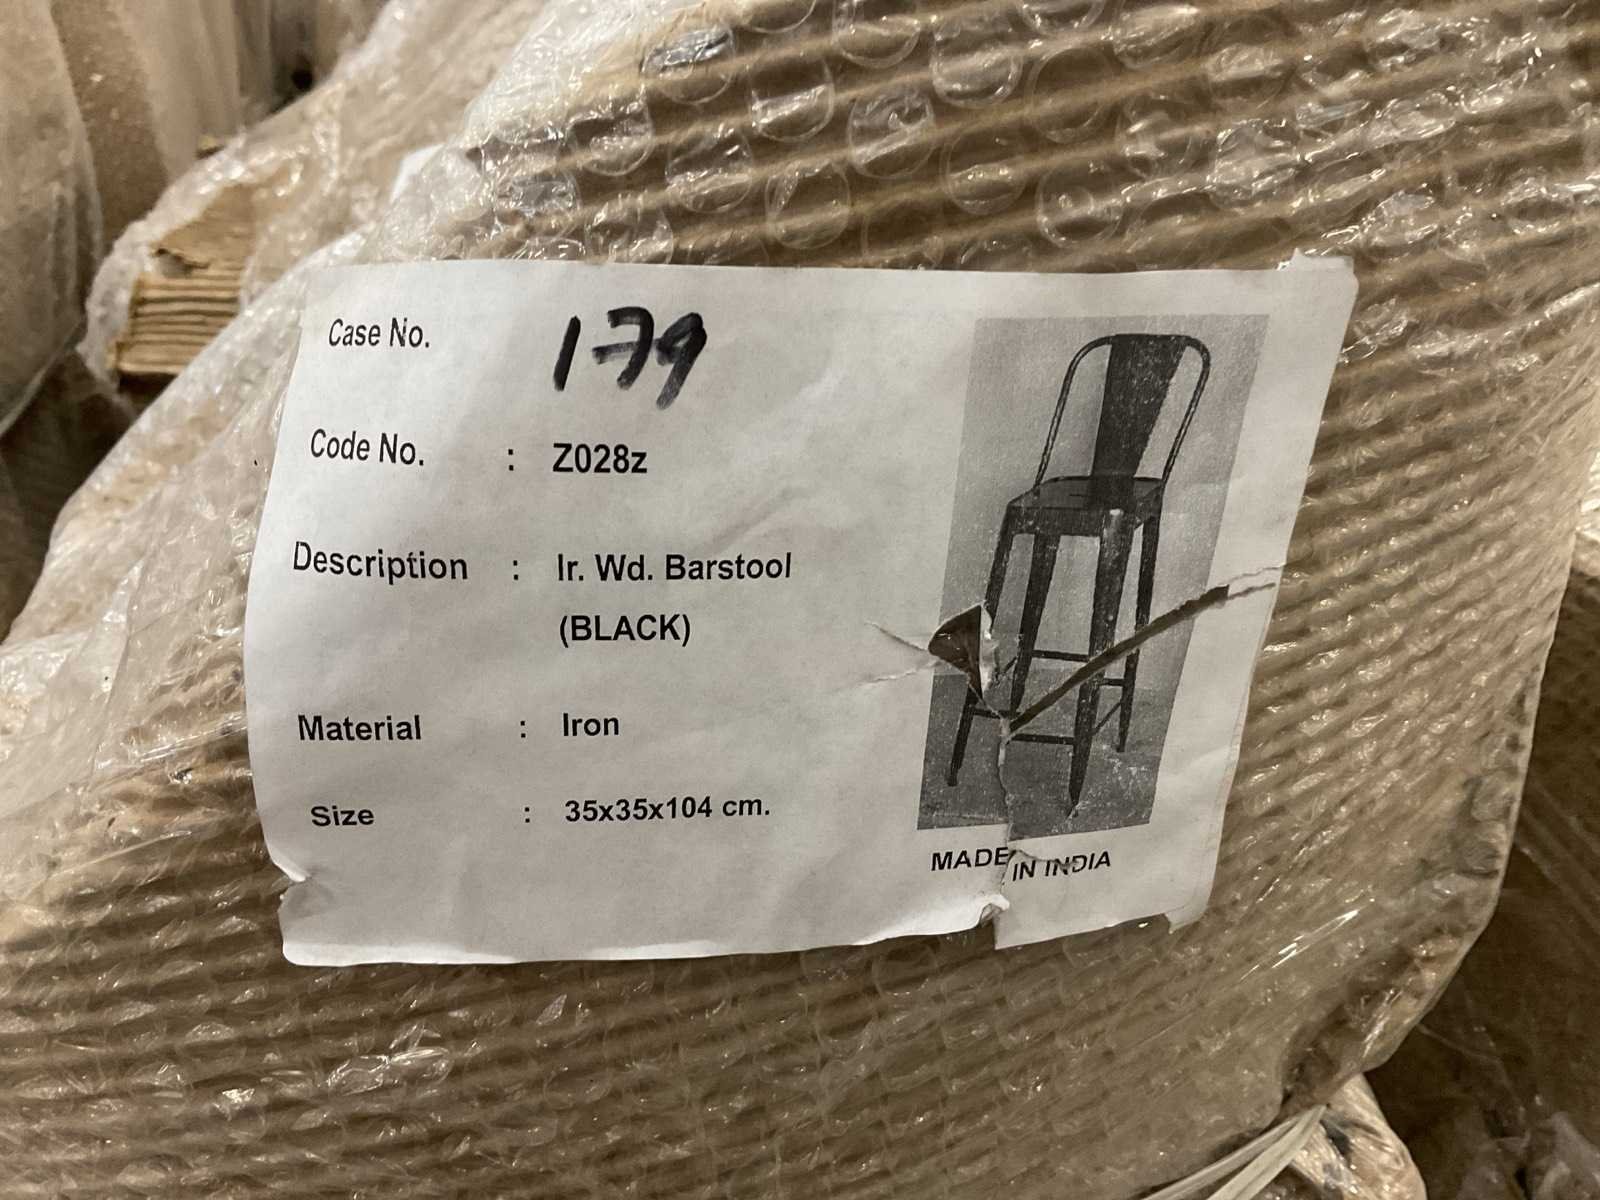 Case No. 179
Code No. : Z028z
Description : Ir. Wd. Barstool
(BLACK)
Material : Iron
Size : 35x35x104 cm.
MADE IN INDIA